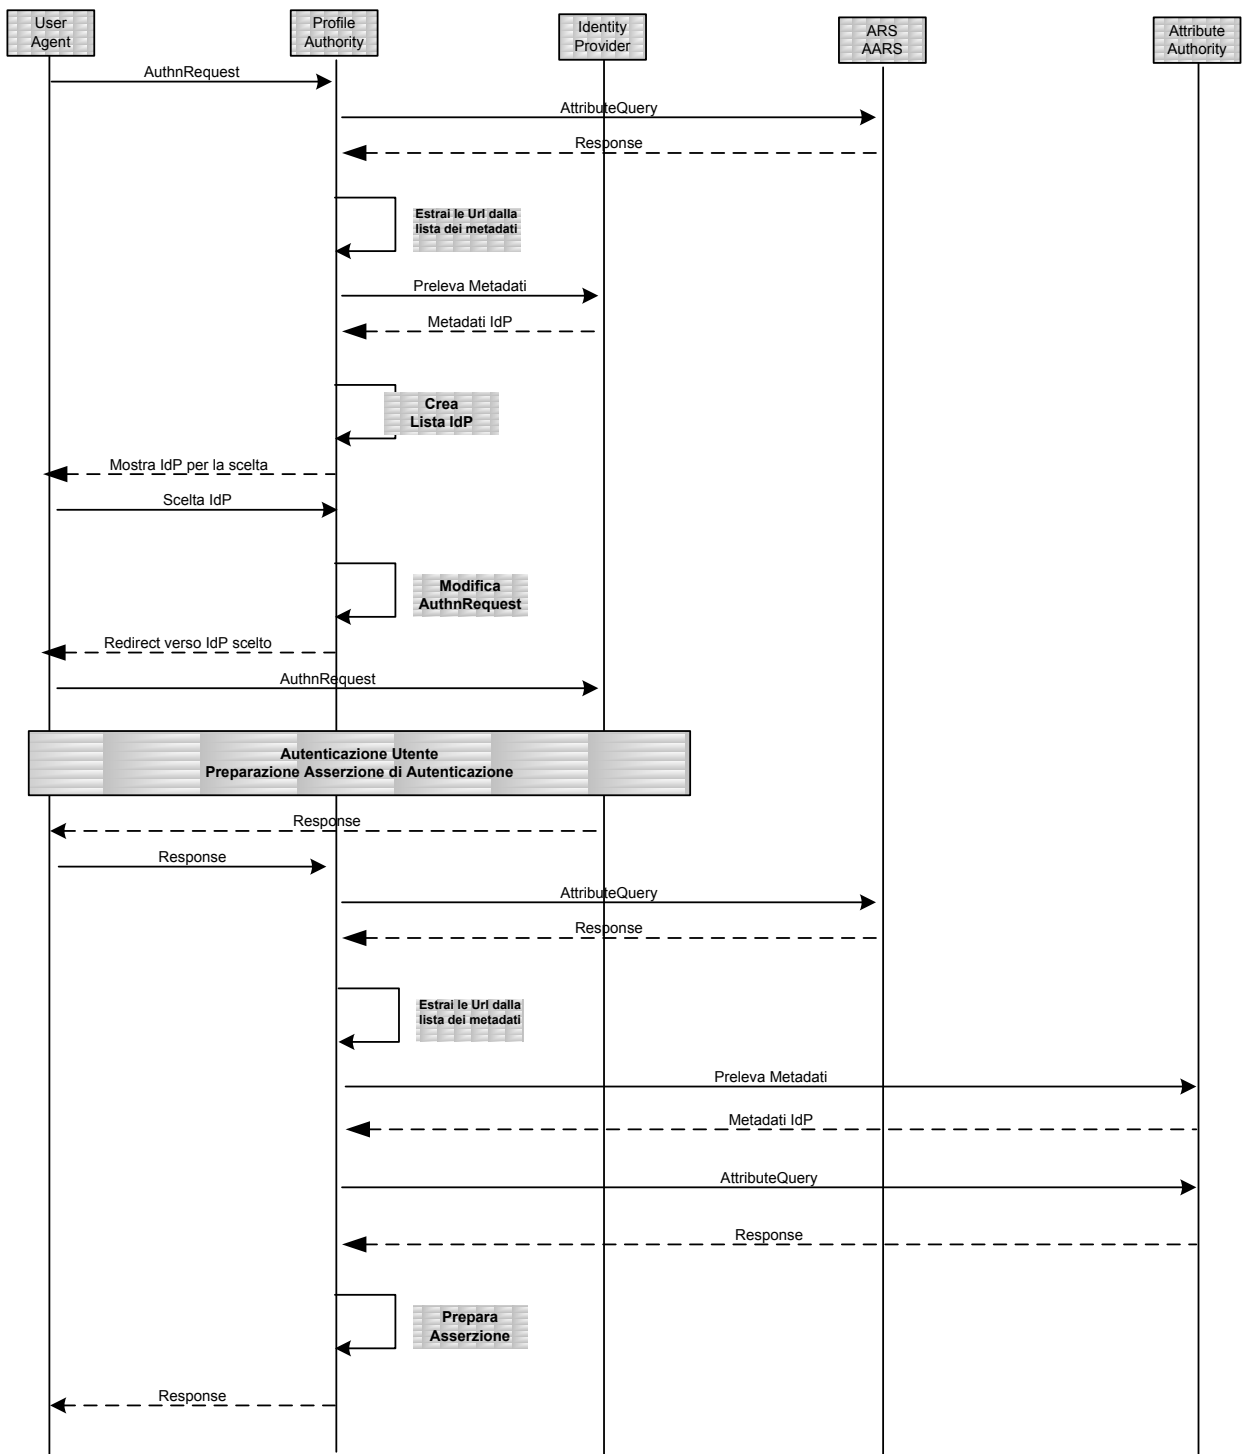 User
Agent
Profile
Authority
Identity
Provider
ARS
AARS
Attribute
Authority
AuthnRequest
AttributeQuery
Response
Estrai le Url dalla
lista dei metadati
Preleva Metadati
Metadati IdP
Crea
Lista IdP
Mostra IdP per la scelta
Scelta IdP
Modifica
AuthnRequest
Redirect verso IdP scelto
AuthnRequest
Autenticazione Utente
Preparazione Asserzione di Autenticazione
Response
Response
AttributeQuery
Response
Estrai le Url dalla
lista dei metadati
Preleva Metadati
Metadati IdP
AttributeQuery
Response
Prepara
Asserzione
Response